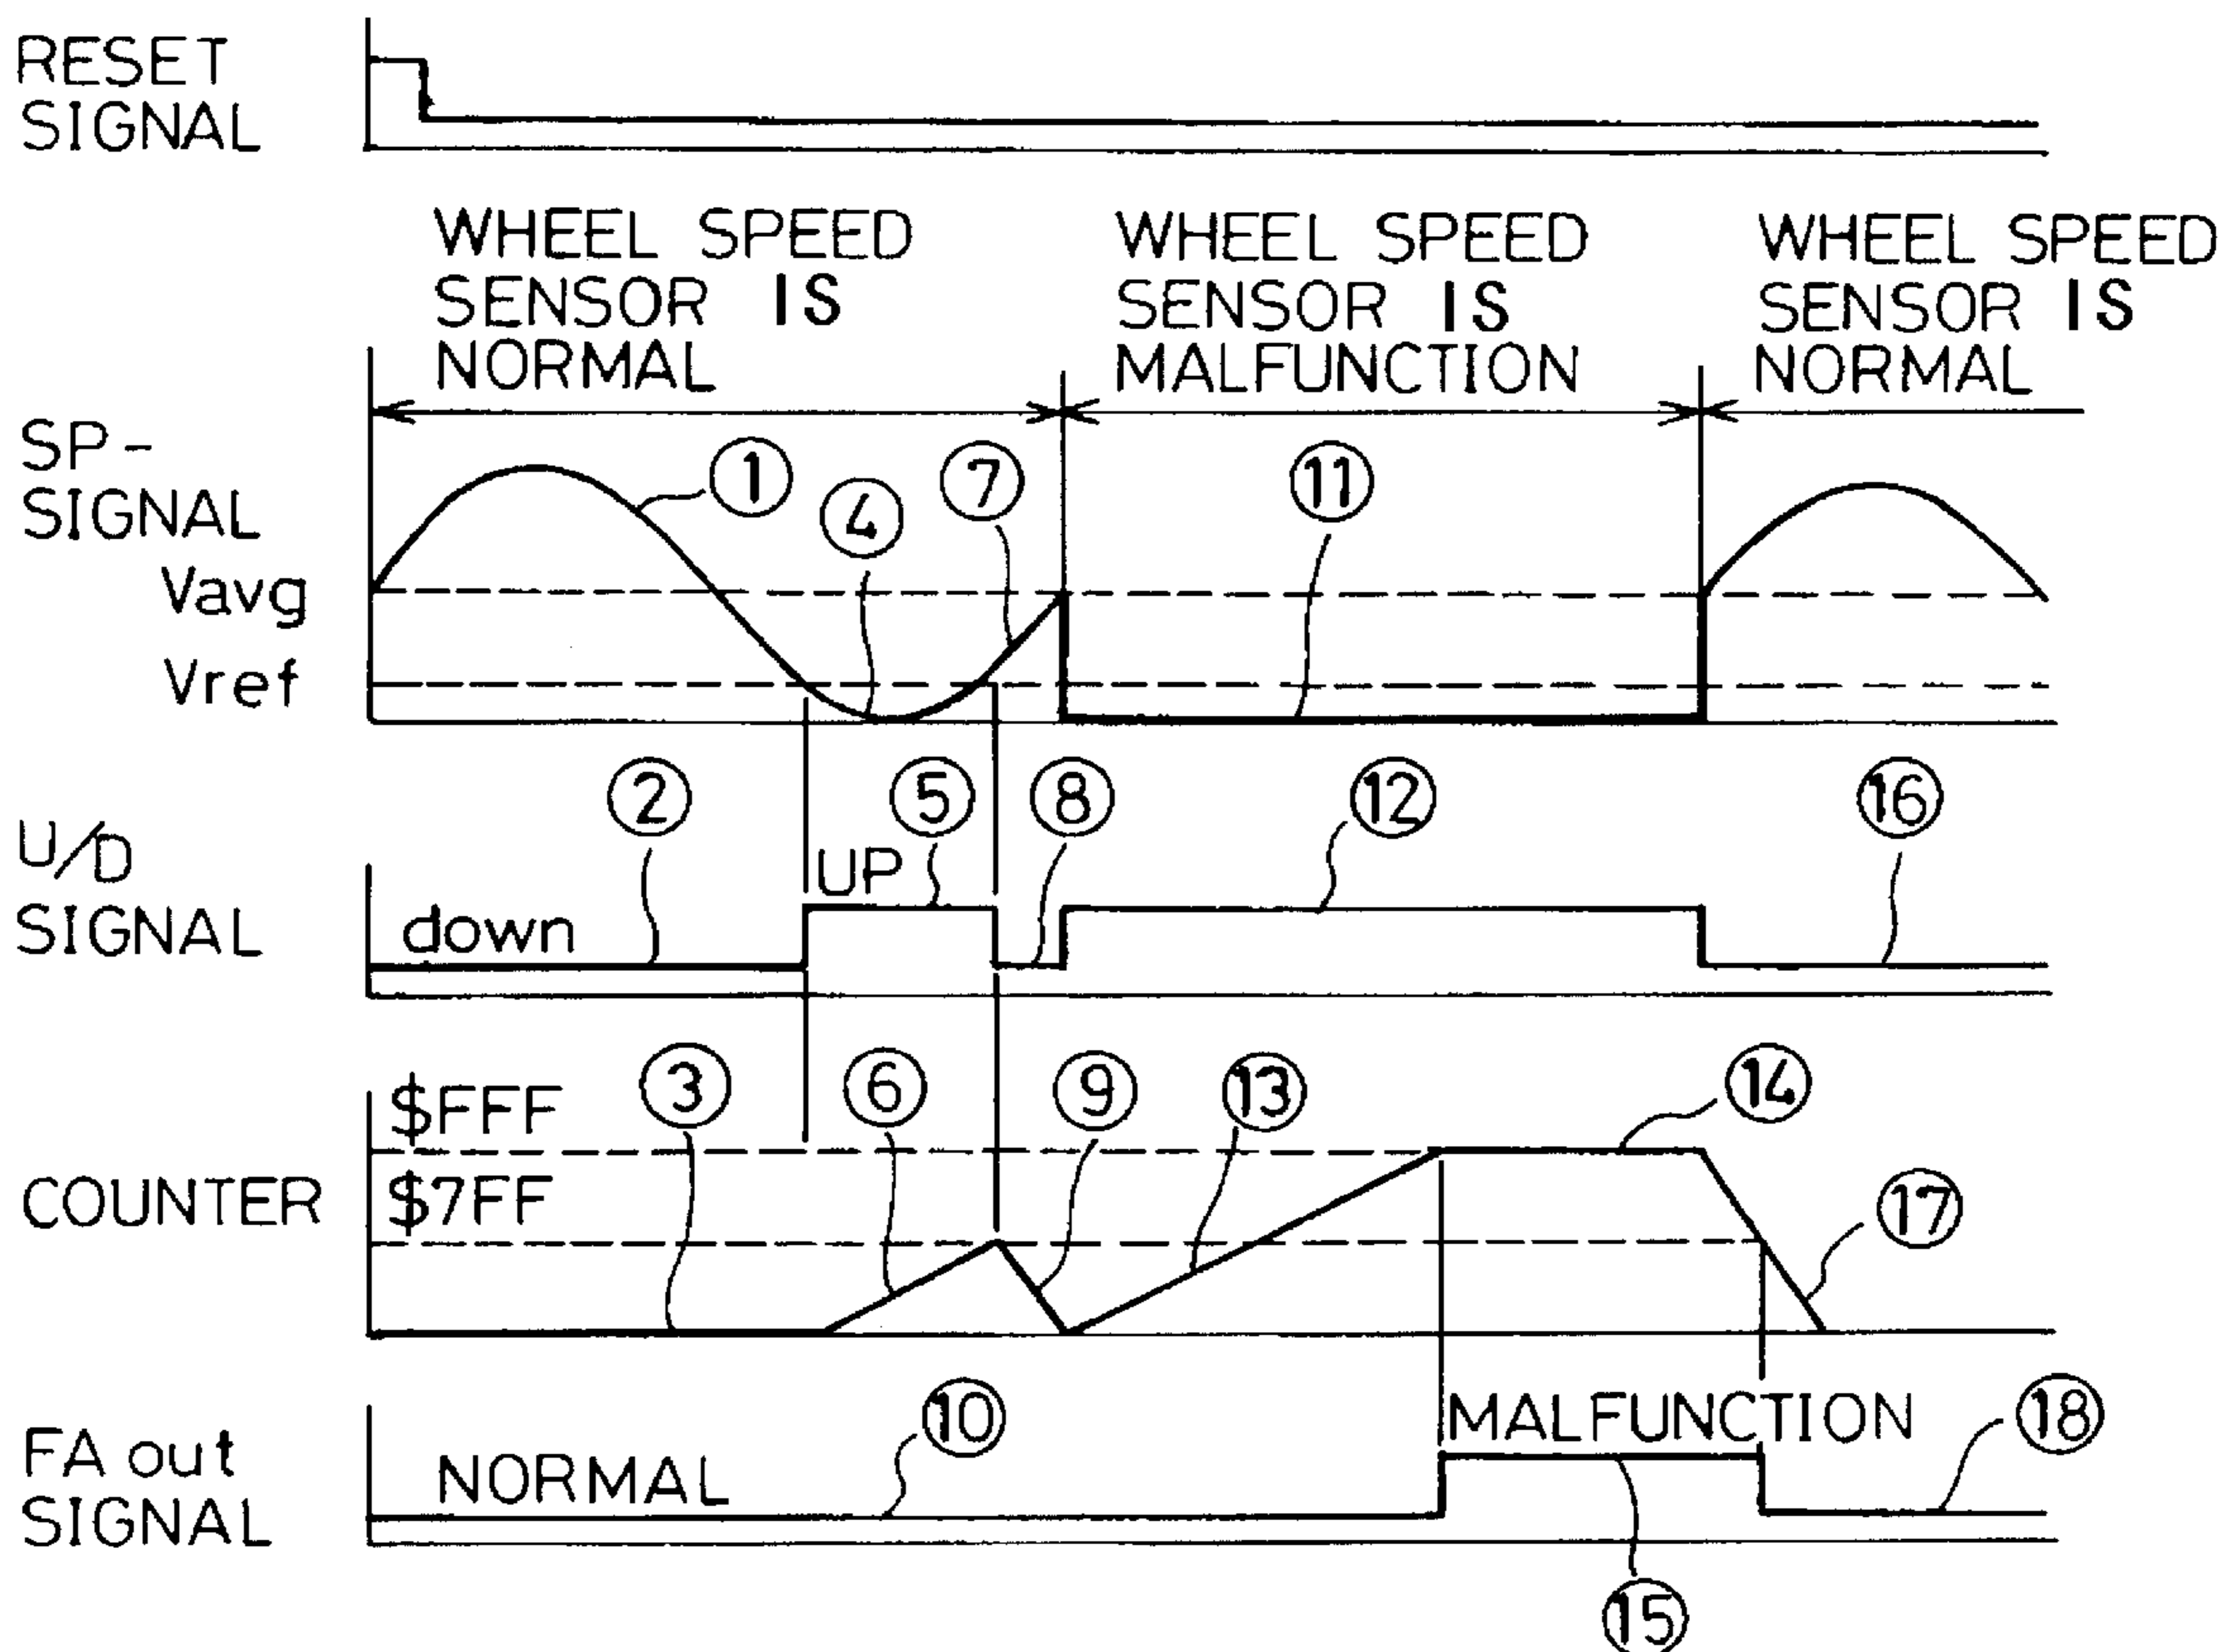 RESET
SIGNAL
WHEEL SPEED
SENSOR IS
NORMAL
WHEEL SPEED
SENSOR IS
MALFUNCTION
WHEEL SPEED
SENSOR IS
NORMAL
SP-
SIGNAL
Vavg
Vref
1
4
7
11
U/D
SIGNAL
down
UP
2
5
8
12
16
COUNTER
$FFF
$7FF
3
6
9
13
14
17
FA out
SIGNAL
NORMAL
10
MALFUNCTION
18
15